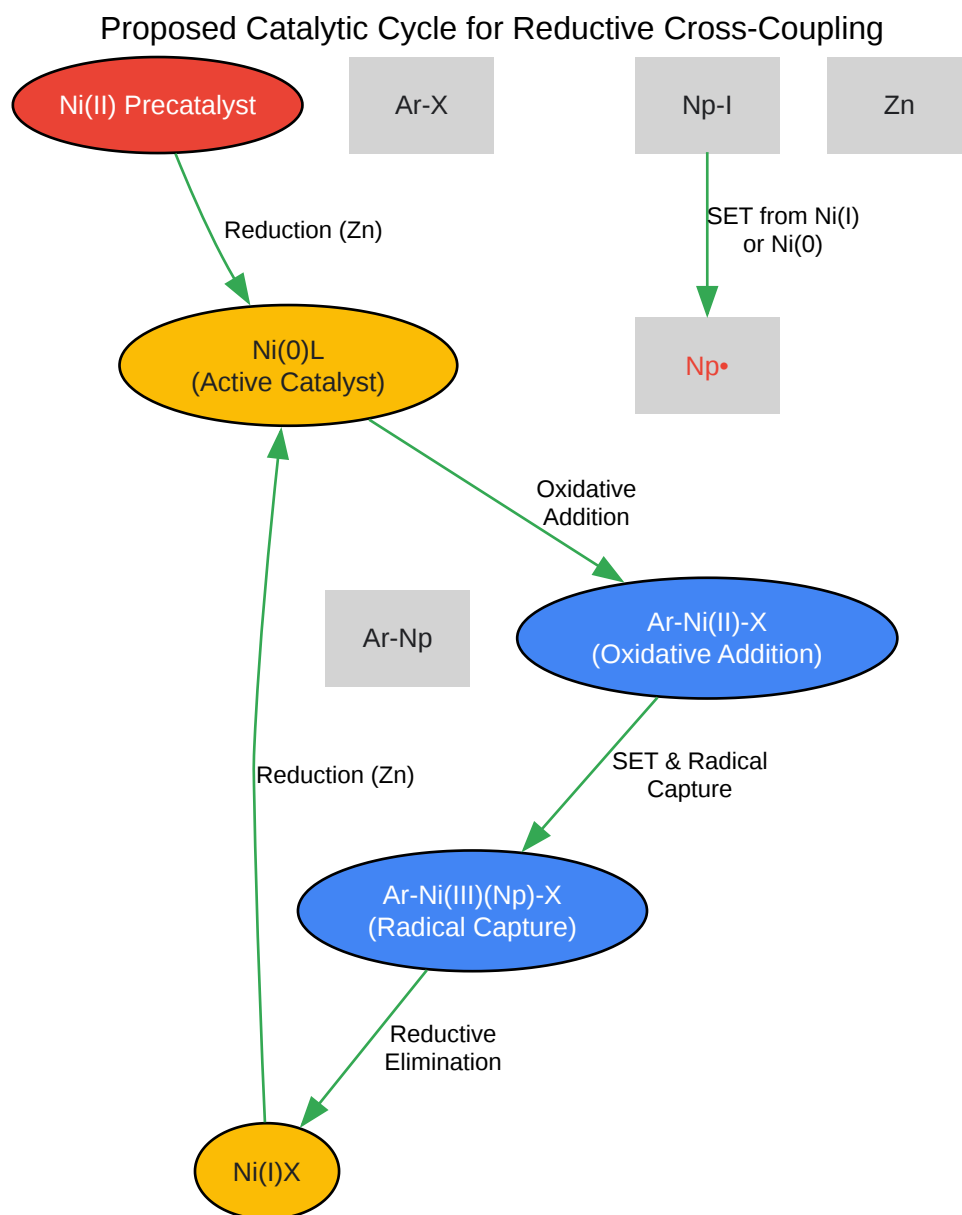 Proposed Catalytic Cycle for Reductive Cross-Coupling
Ni(II) Precatalyst
Ar-X
Np-I
Zn
Reduction (Zn)
SET from Ni(I)
or Ni(0)
Ni(0)L
(Active Catalyst)
Np•
Oxidative
Addition
Ar-Np
Ar-Ni(II)-X
(Oxidative Addition)
Reduction (Zn)
SET & Radical
Capture
Ar-Ni(III)(Np)-X
(Radical Capture)
Reductive
Elimination
Ni(I)X